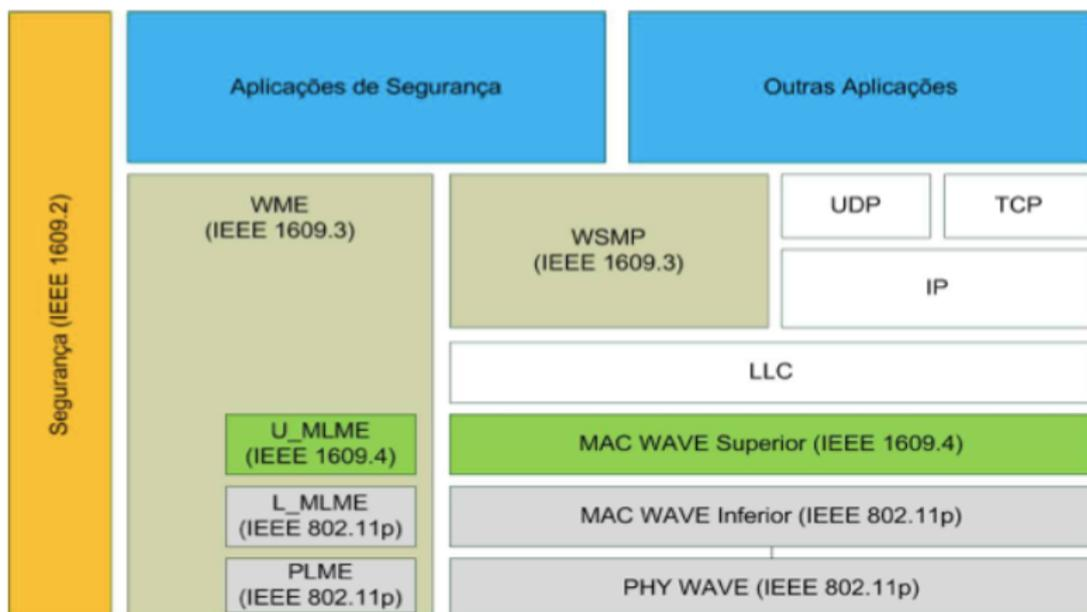 Segurança (IEEE 1609.2)
Aplicações de Segurança
Outras Aplicações
WME
(IEEE 1609.3)
WSMP
(IEEE 1609.3)
UDP
TCP
IP
LLC
U_MLME
(IEEE 1609.4)
MAC WAVE Superior (IEEE 1609.4)
L_MLME
(IEEE 802.11p)
MAC WAVE Inferior (IEEE 802.11p)
PLME
(IEEE 802.11p)
PHY WAVE (IEEE 802.11p)